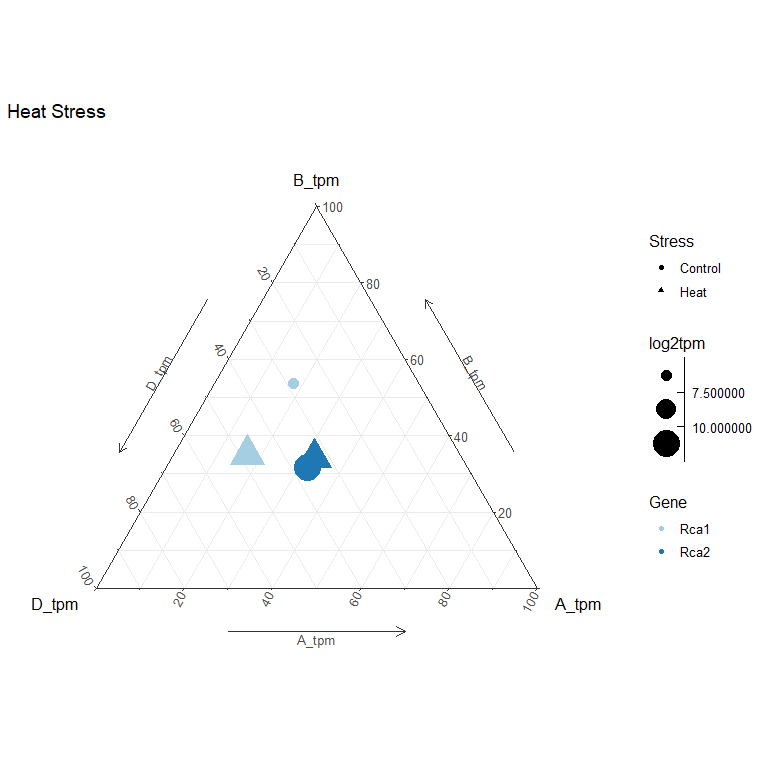 Heat Stress
B_tpm
100
80
60
40
20
20
40
60
80
100
D_tpm
B_tpm
D_tpm
A_tpm
20
40
60
80
100
A_tpm
Stress
Control
Heat
log2tpm
7.500000
10.000000
Gene
Rca1
Rca2